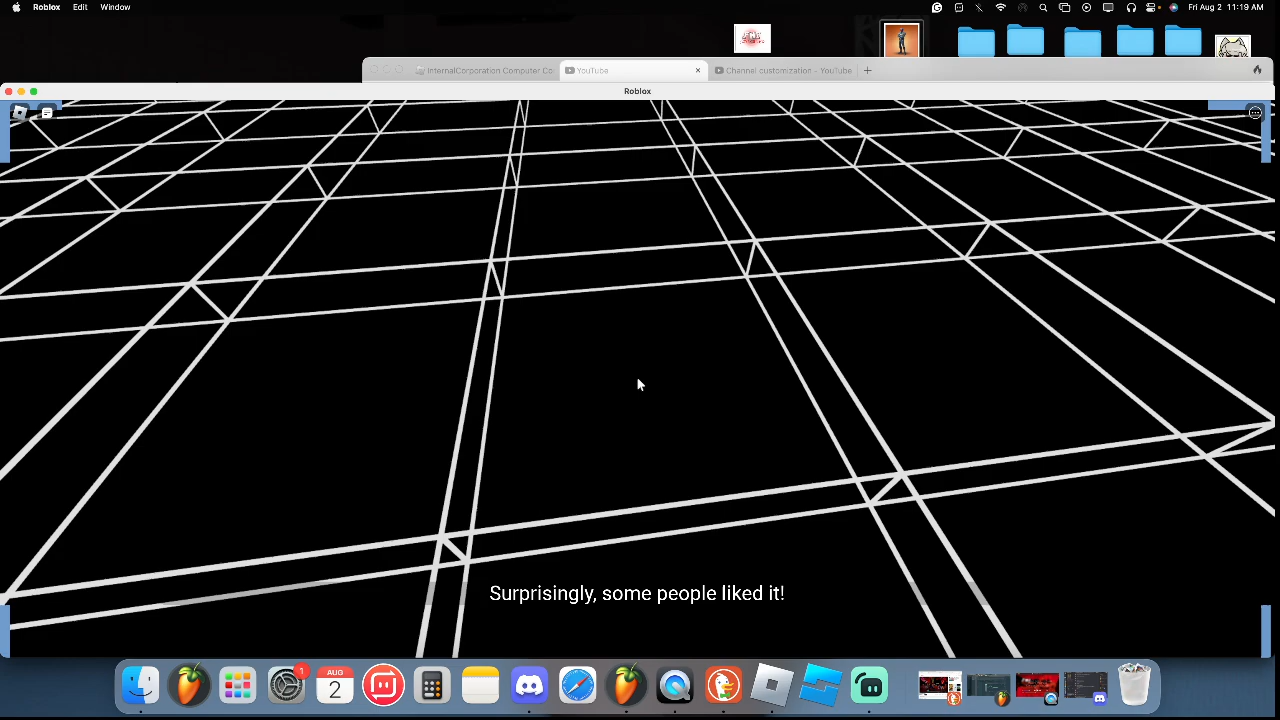 Roblox Edit Window Fri Aug 2 11:19 AM
InternalCorporation Computer Co YouTube Channel customization - YouTube
Roblox
Surprisingly, some people liked it!
1
AUG
2